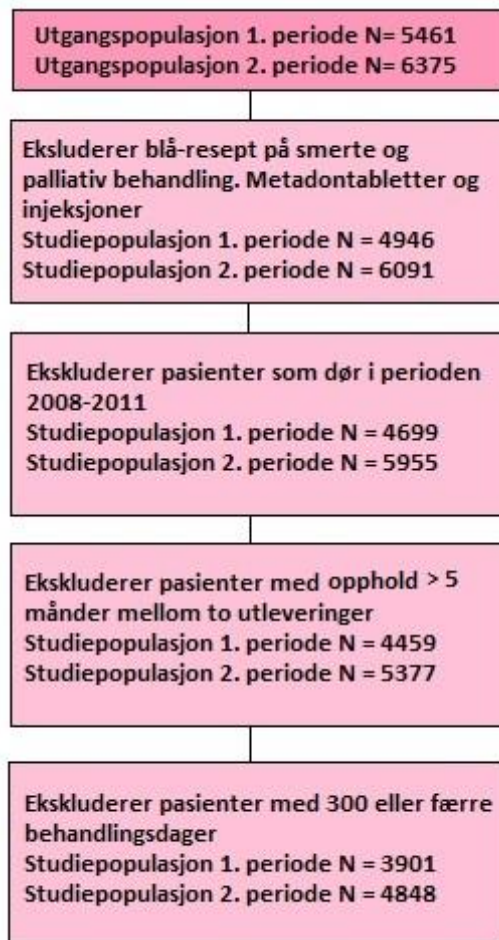 Utgangspopulasjon 1. periode N= 5461
Utgangspopulasjon 2. periode N= 6375
Eksluderer blå-resept på smerte og
palliativ behandling. Metadontabletter og
injeksjoner
Studiepopulasjon 1. periode N = 4946
Studiepopulasjon 2. periode N = 6091
Ekskluderer pasienter som dør i perioden
2008-2011
Studiepopulasjon 1. periode N = 4699
Studiepopulasjon 2. periode N = 5955
Ekskluderer pasienter med opphold > 5
månder mellom to utleveringer
Studiepopulasjon 1. periode N = 4459
Studiepopulasjon 2. periode N = 5377
Ekskluderer pasienter med 300 eller færre
behandlingsdager
Studiepopulasjon 1. periode N = 3901
Studiepopulasjon 2. periode N = 4848